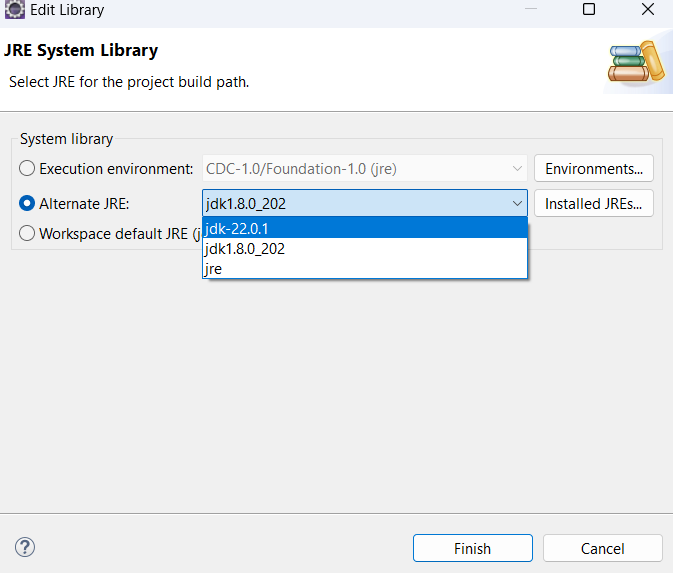 Edit Library
JRE System Library
Select JRE for the project build path.
System library
Execution environment: CDC-1.0/Foundation-1.0 (jre) Environments...
Alternate JRE: jdk1.8.0_202 Installed JREs...
jdk-22.0.1
Workspace default JRE (j
jdk1.8.0_202
jre
Finish Cancel